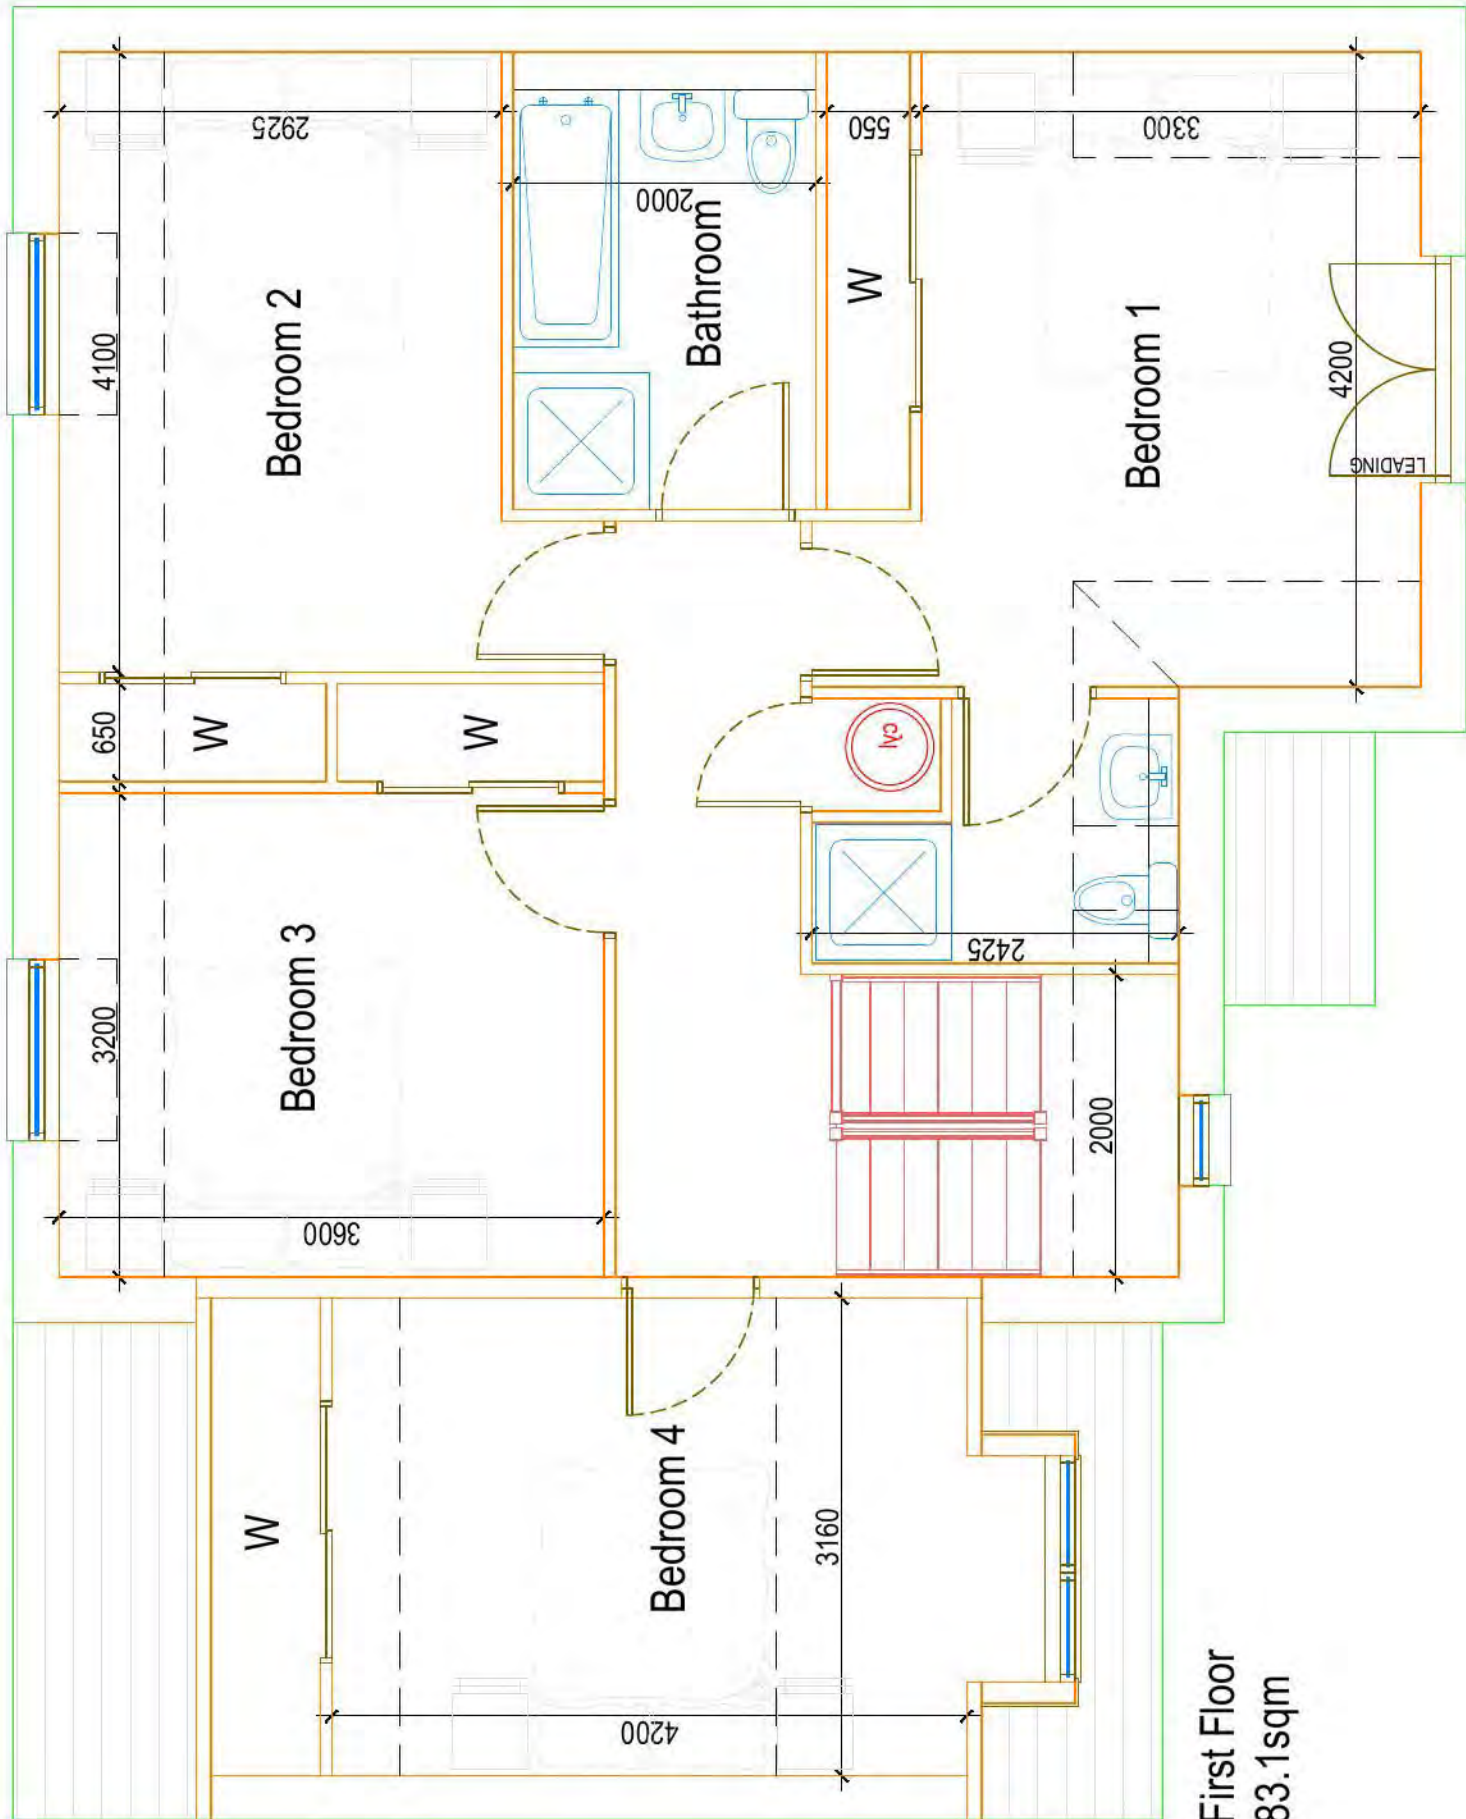 4100
2925
Bedroom 2
650
W
W
3200
Bedroom 3
3600
2000
Bathroom
550
W
3300
Bedroom 1
4200
LEADING
cyl
2425
2000
W
Bedroom 4
3160
4200
First Floor
83.1sqm